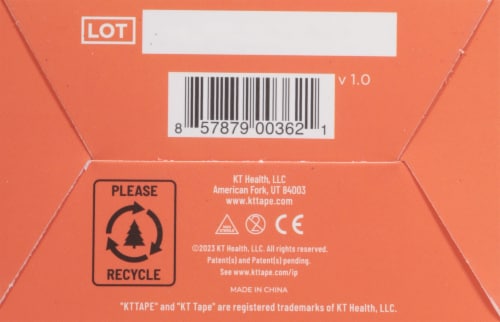 LOT
v 1.0
8 57879 00362 1
KT Health, LLC
American Fork, UT 84003
www.kttape.com
PLEASE
RECYCLE
CE
©2023 KT Health, LLC. All rights reserved.
Patent(s) and Patent(s) pending.
See www.kttape.com/ip
MADE IN CHINA
"KTTAPE" and "KT Tape" are registered trademarks of KT Health, LLC.